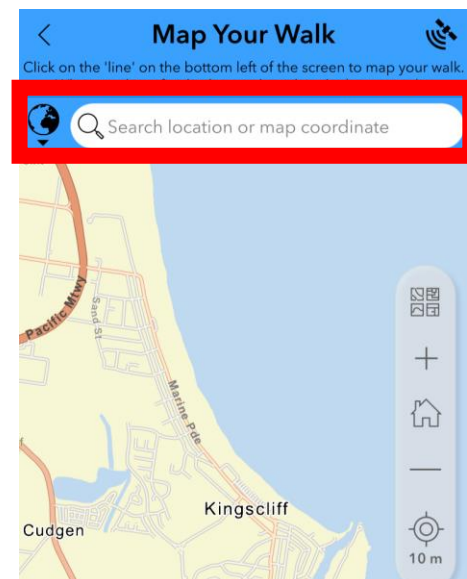 Map Your Walk
Click on the 'line' on the bottom left of the screen to map your walk.
Search location or map coordinate
Pacific Mtwy
Sand St
Marine Pde
Kingscliff
Cudgen
10 m